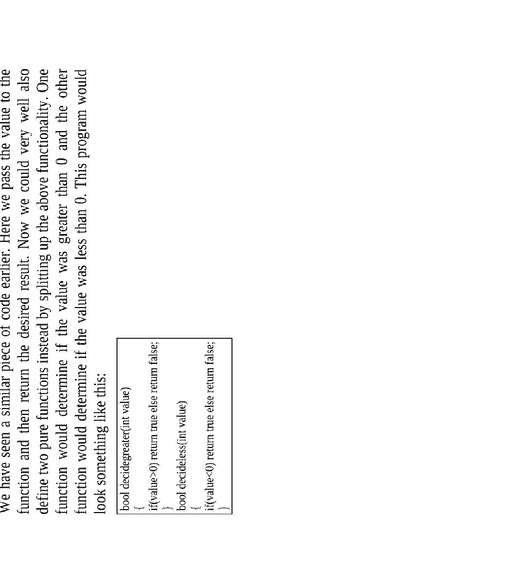 We have seen a similar piece of code earlier. Here we pass the value to the
function and then return the desired result. Now we could very well also
define two pure functions instead by splitting up the above functionality. One
function would determine if the value was greater than 0 and the other
function would determine if the value was less than 0. This program would
look something like this:
bool decidegreater(int value)
{
if(value>0) return true else return false;
}
bool decideless(int value)
{
if(value<0) return true else return false;
}